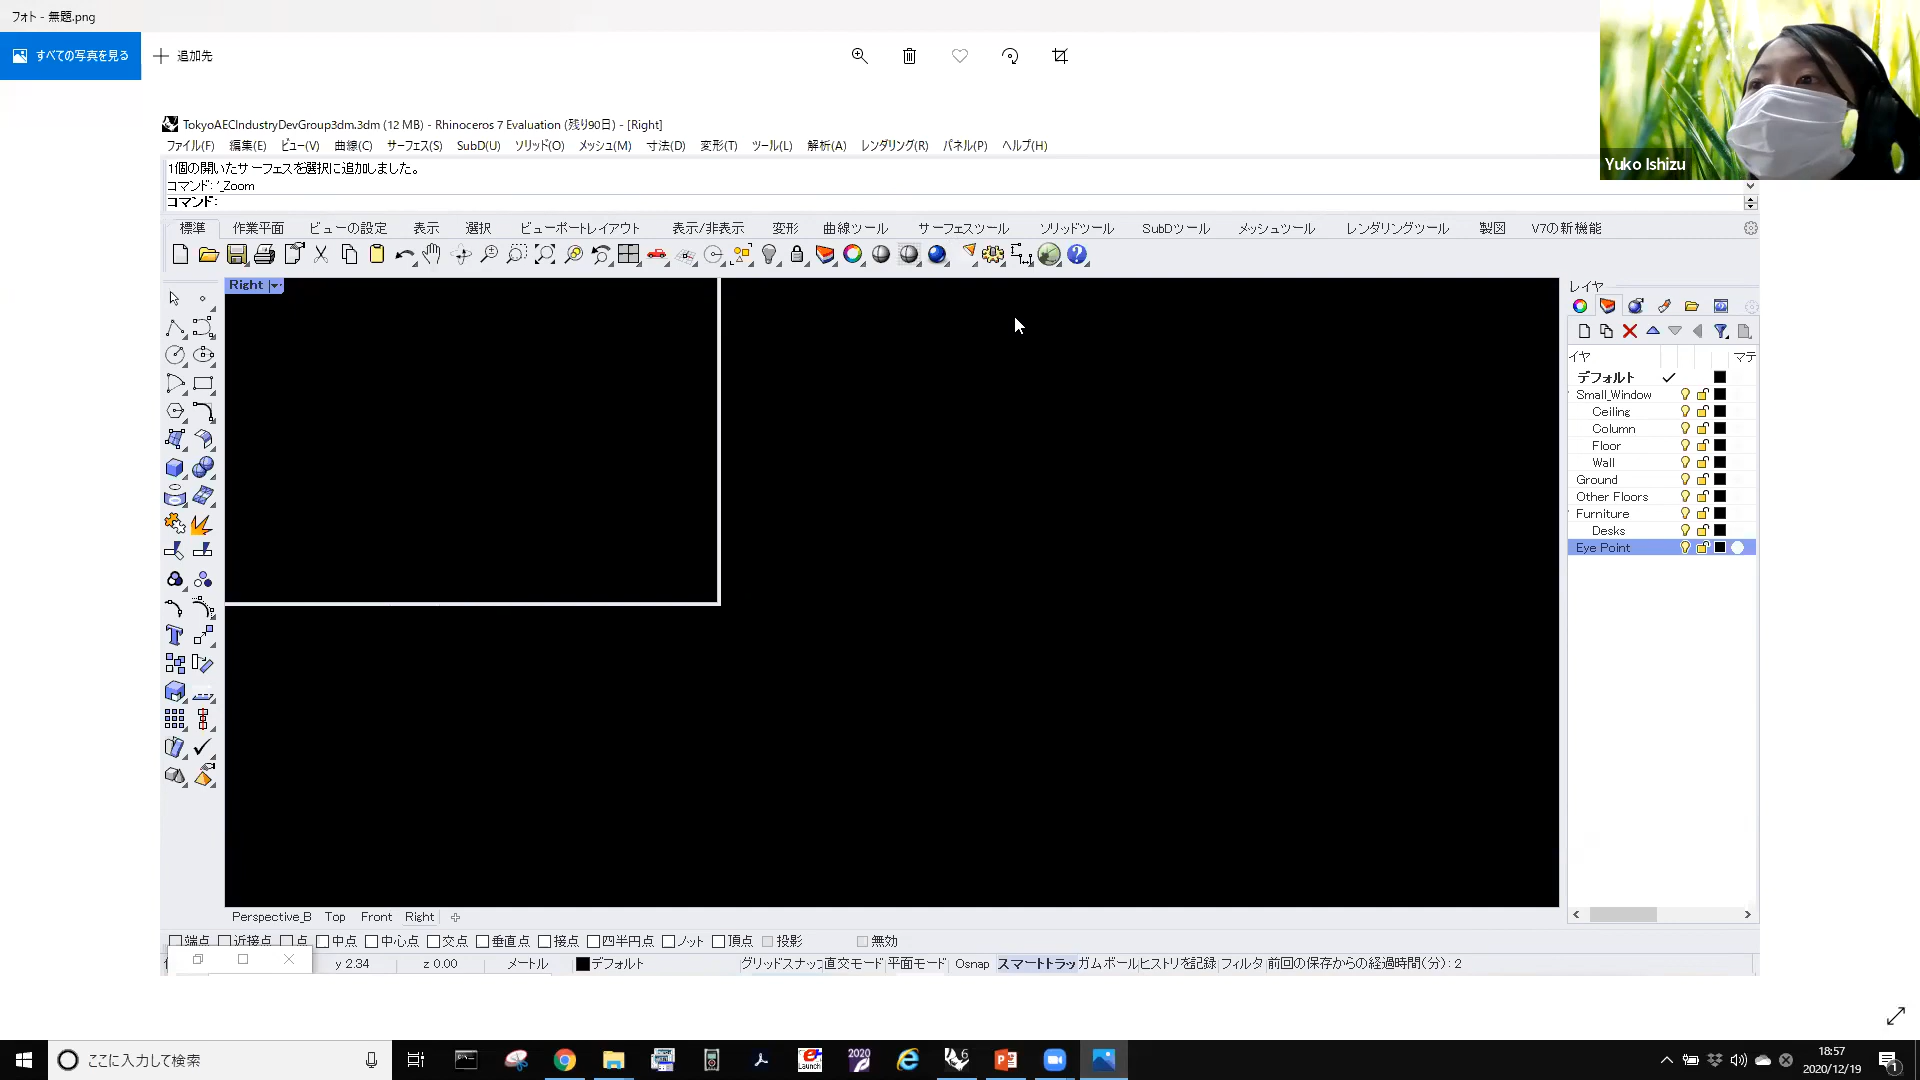 フォト - 無題.png
すべての写真を見る
追加先
Yuko Ishizu
TokyoAECIndustryDevGroup3dm.3dm (12 MB) - Rhinoceros 7 Evaluation (残り90日) - [Right]
ファイル(F) 編集(E) ビュー(V) 曲線(C) サーフェス(S) SubD(U) ソリッド(O) メッシュ(M) 寸法(D) 変形(T) ツール(L) 解析(A) レンダリング(R) パネル(P) ヘルプ(H)
1個の開いたサーフェスを選択に追加しました。
コマンド: '_Zoom
コマンド:
標準 作業平面 ビューの設定 表示 選択 ビューポートレイアウト 表示/非表示 変形 曲線ツール サーフェスツール ソリッドツール SubDツール メッシュツール レンダリングツール 製図 V7の新機能
Right
レイヤ
イヤ マテ
デフォルト
Small_Window
Ceiling
Column
Floor
Wall
Ground
Other Floors
Furniture
Desks
Eye Point
Perspective_B Top Front Right
端点 近接点 点 中点 中心点 交点 垂直点 接点 四半円点 ノット 頂点 投影 無効
y 2.34 z 0.00 メートル デフォルト グリッドスナップ 直交モード 平面モード Osnap スマートトラッ ガムボール ヒストリを記録 フィルタ 前回の保存からの経過時間(分): 2
ここに入力して検索
Launch
2020
6
18:57
2020/12/19
1